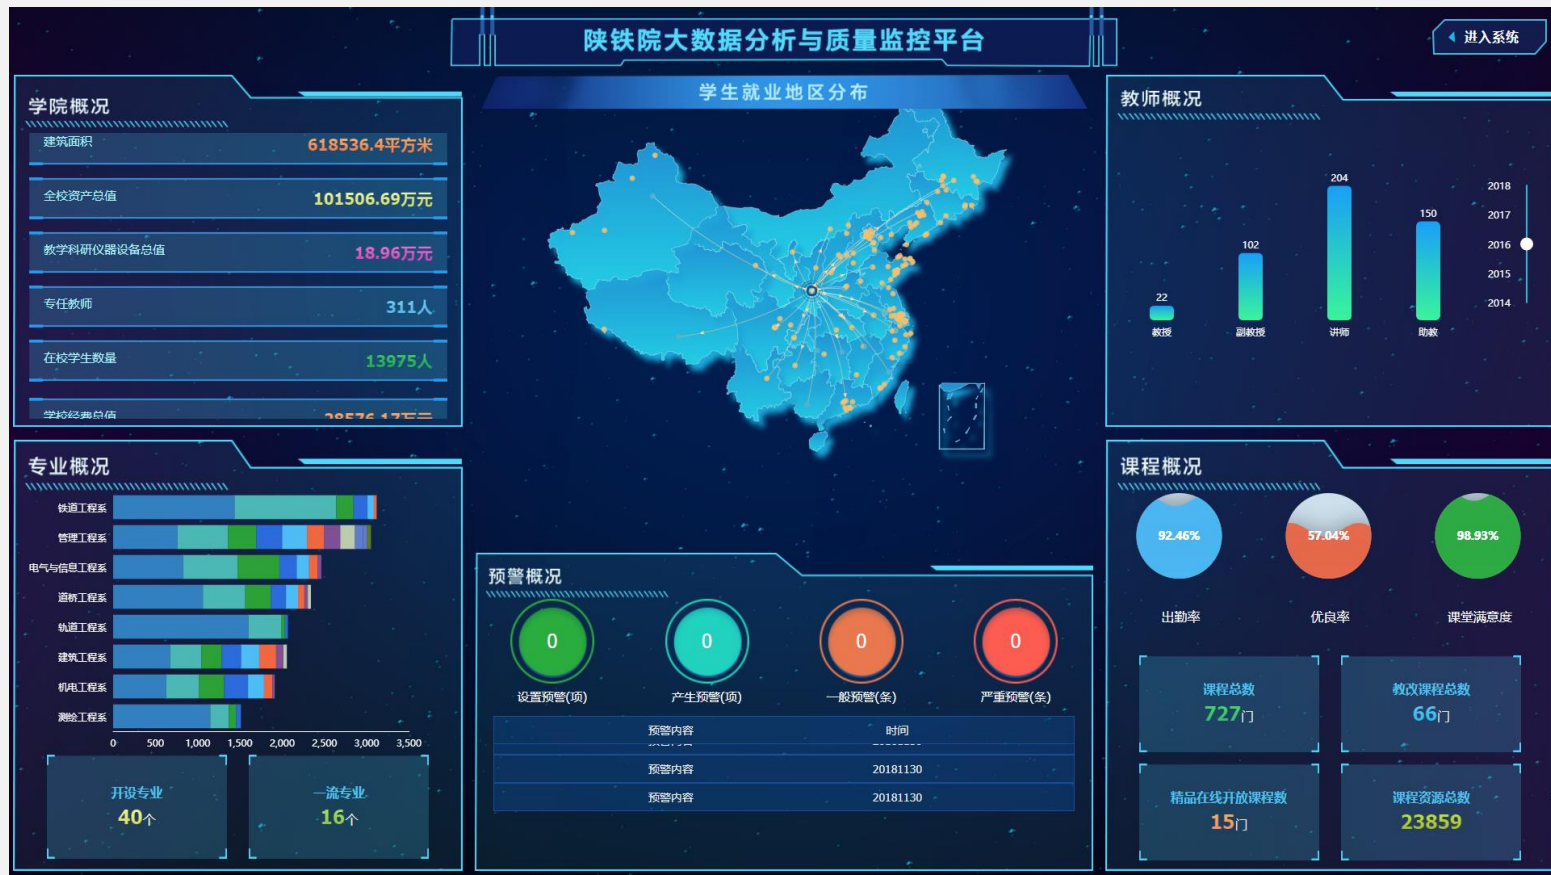 陕铁院大数据分析与质量监控平台
进入系统
学院概况
建筑面积 618536.4平方米
全校资产总值 101506.69万元
教学科研仪器设备总值 18.96万元
专任教师 311人
在校学生数量 13975人
学校经费总值 28576.17万元
专业概况
铁道工程系
管理工程系
电气与信息工程系
道桥工程系
轨道工程系
建筑工程系
机电工程系
测绘工程系
0 500 1,000 1,500 2,000 2,500 3,000 3,500
开设专业 一流专业
40个 16个
学生就业地区分布
预警概况
0 0 0 0
设置预警(项) 产生预警(项) 一般预警(条) 严重预警(条)
预警内容 时间
预警内容 20181130
预警内容 20181130
教师概况
22 102 204 150
教授 副教授 讲师 助教
2018
2017
2016
2015
2014
课程概况
92.46% 57.04% 98.93%
出勤率 优良率 课堂满意度
课程总数 教改课程总数
727门 66门
精品在线开放课程数 课程资源总数
15门 23859